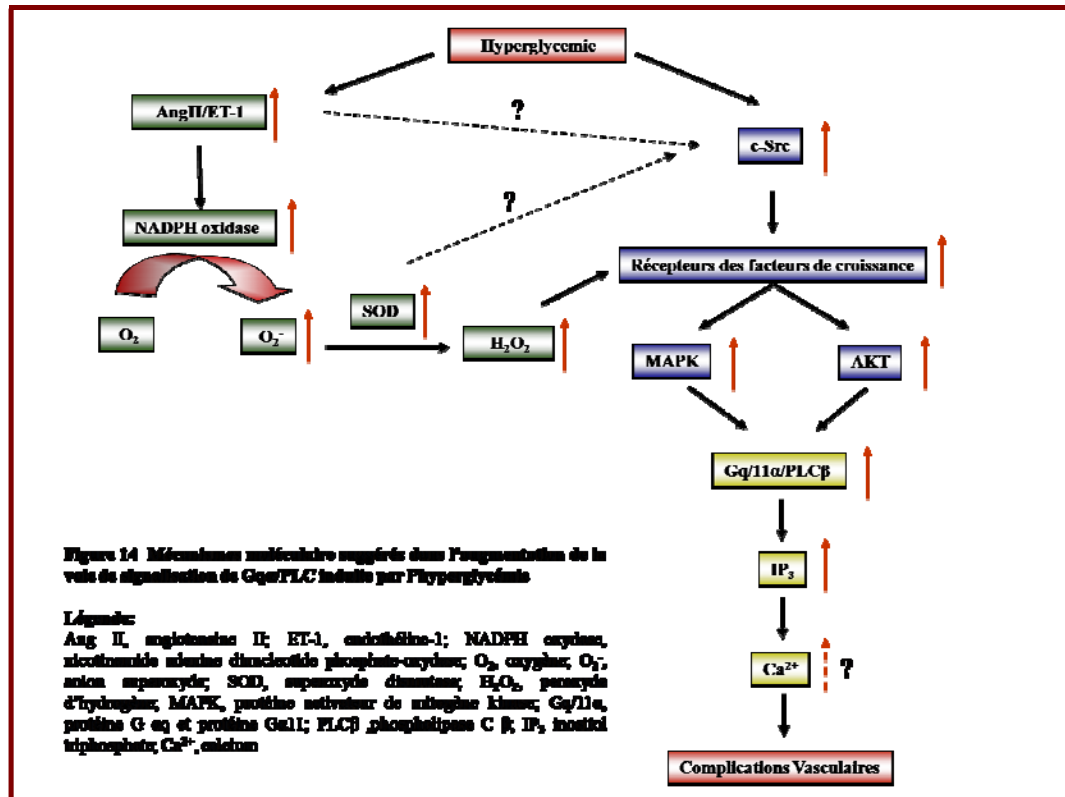 Hyperglycemie
AngII/ET-1
?
c-Src
?
NADPH oxidase
Récepteurs des facteurs de croissance
SOD
O₂
O₂⁻
H₂O₂
MAPK
AKT
Gq/11α/PLCβ
Figure 14 Mécanismes moléculaire suggérés dans l'augmentation de la
voie de signalisation de Gqα/PLC induite par l'hyperglycémie
IP₃
Légende:
Ang II, angiotensine II; ET-1, endothéline-1; NADPH oxydase,
nicotinamide adenine dinucleotide phosphate-oxydase; O₂, oxygène; O₂⁻,
anion superoxyde; SOD, superoxyde dismutase; H₂O₂, peroxyde
d'hydrogène; MAPK, protéine activateur de mitogène kinase; Gq/11α,
protéine G αq et protéine Gα11; PLCβ ,phospholipase C β; IP₃ inositol
triphosphate; Ca²⁺, calcium
Ca²⁺
?
Complications Vasculaires